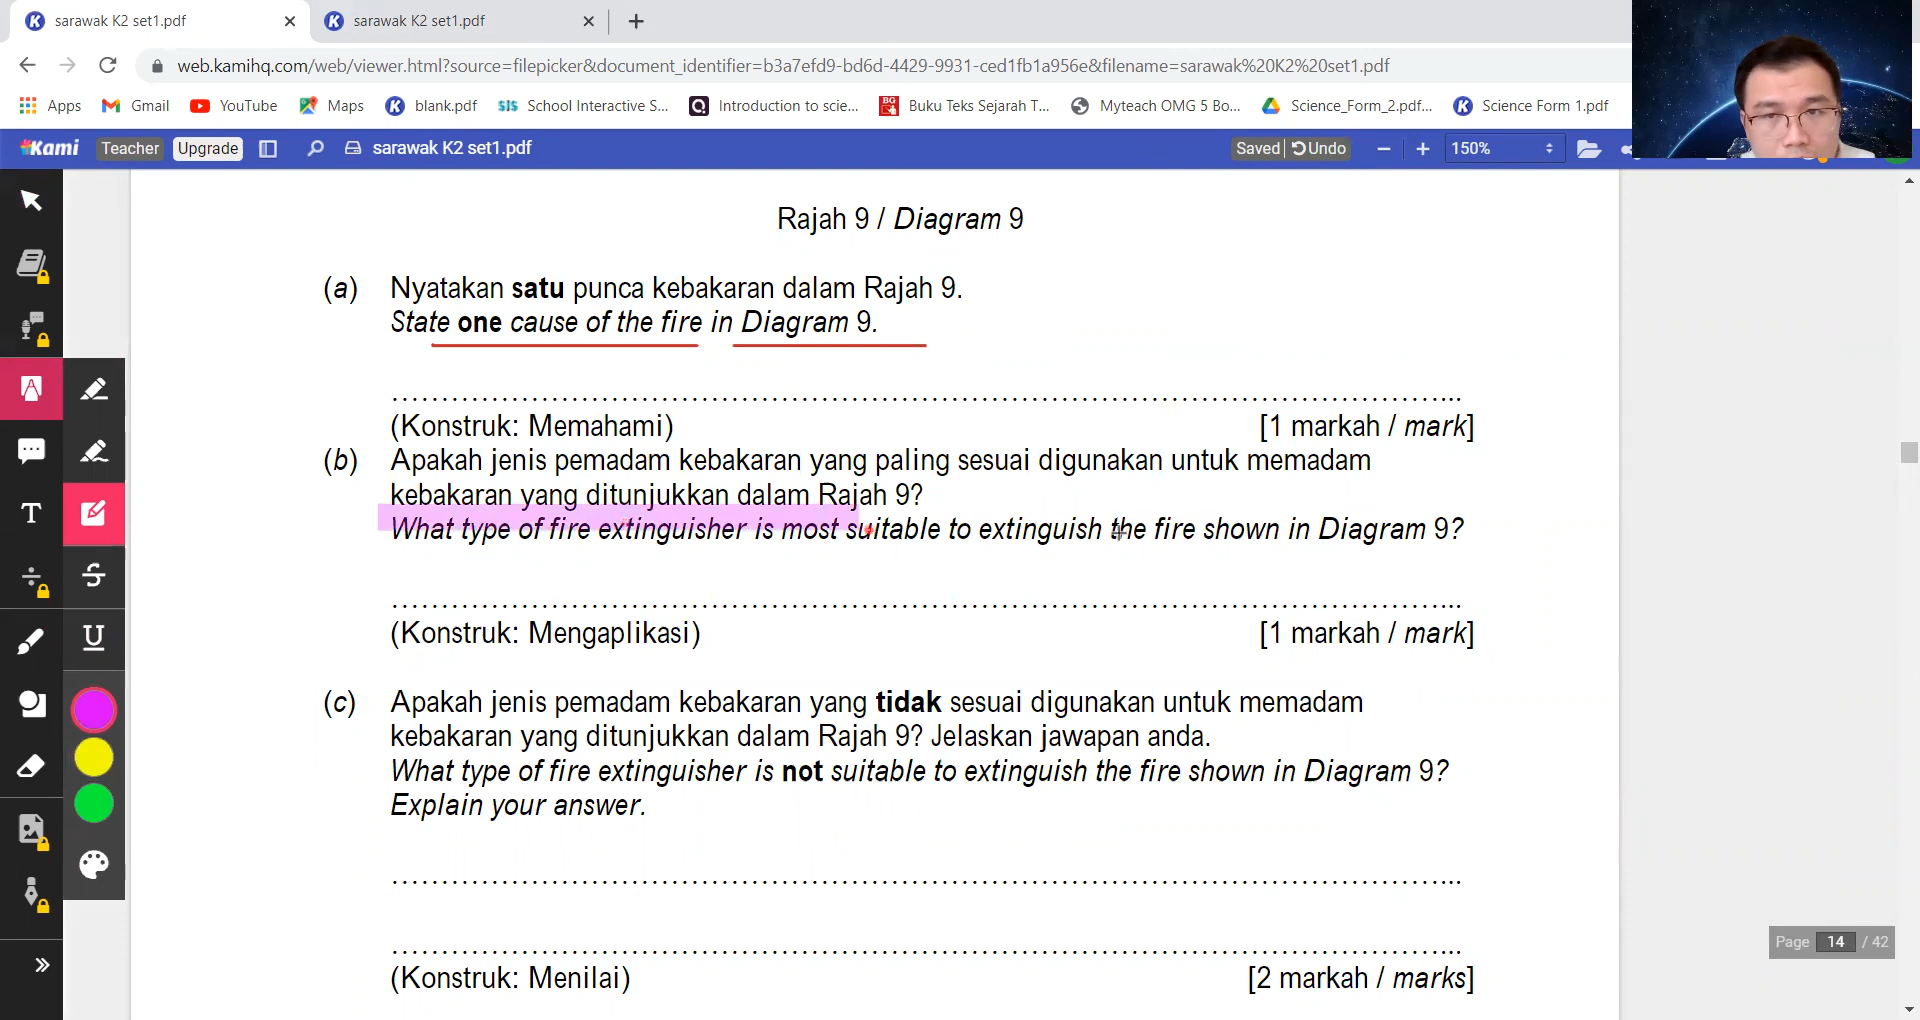 sarawak K2 set1.pdf
sarawak K2 set1.pdf
web.kamihq.com/web/viewer.html?source=filepicker&document_identifier=b3a7efd9-bd6d-4429-9931-ced1fb1a956e&filename=sarawak%20K2%20set1.pdf
Apps Gmail YouTube Maps blank.pdf School Interactive S... Introduction to scie... Buku Teks Sejarah T... Myteach OMG 5 Bo... Science_Form_2.pdf... Science Form 1.pdf
Kami Teacher Upgrade sarawak K2 set1.pdf Saved Undo 150%
Rajah 9 / Diagram 9
(a) Nyatakan satu punca kebakaran dalam Rajah 9.
State one cause of the fire in Diagram 9.
(Konstruk: Memahami) [1 markah / mark]
(b) Apakah jenis pemadam kebakaran yang paling sesuai digunakan untuk memadam
kebakaran yang ditunjukkan dalam Rajah 9?
What type of fire extinguisher is most suitable to extinguish the fire shown in Diagram 9?
(Konstruk: Mengaplikasi) [1 markah / mark]
(c) Apakah jenis pemadam kebakaran yang tidak sesuai digunakan untuk memadam
kebakaran yang ditunjukkan dalam Rajah 9? Jelaskan jawapan anda.
What type of fire extinguisher is not suitable to extinguish the fire shown in Diagram 9?
Explain your answer.
(Konstruk: Menilai) [2 markah / marks]
Page 14 / 42